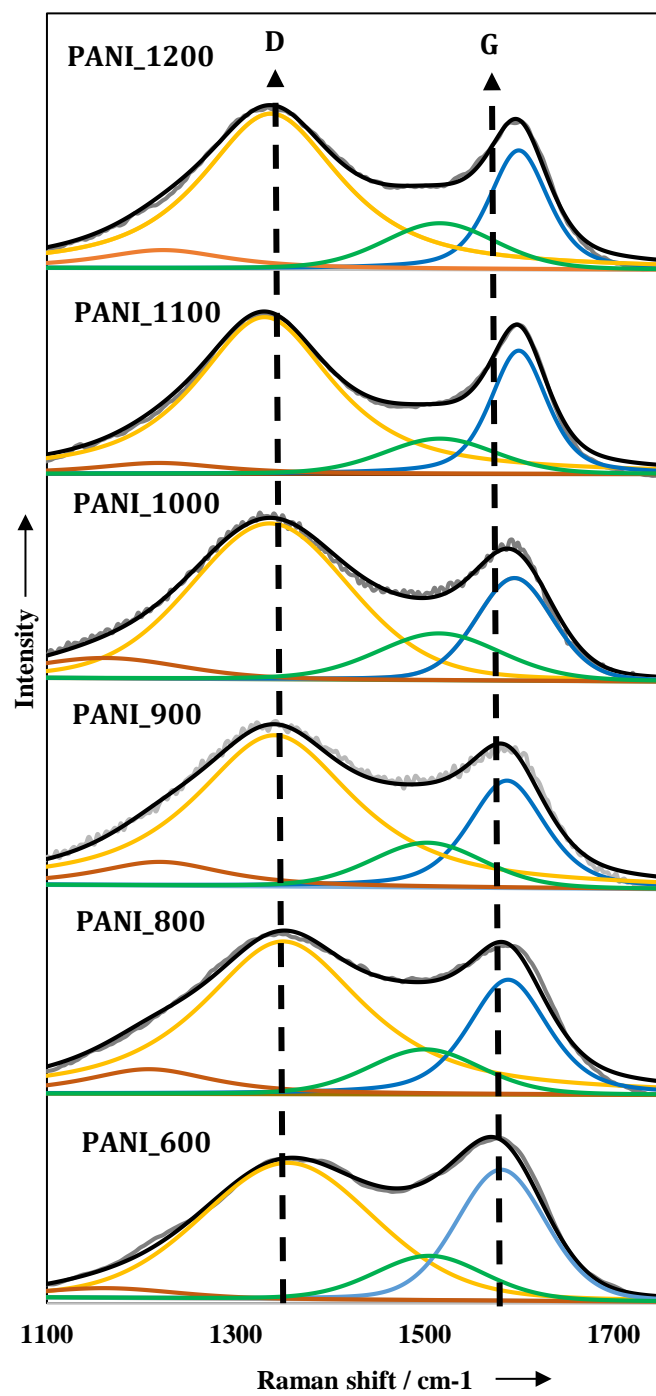 D
G
PANI_1200
PANI_1100
PANI_1000
PANI_900
PANI_800
PANI_600
Intensity
1100
1300
1500
1700
Raman shift / cm-1